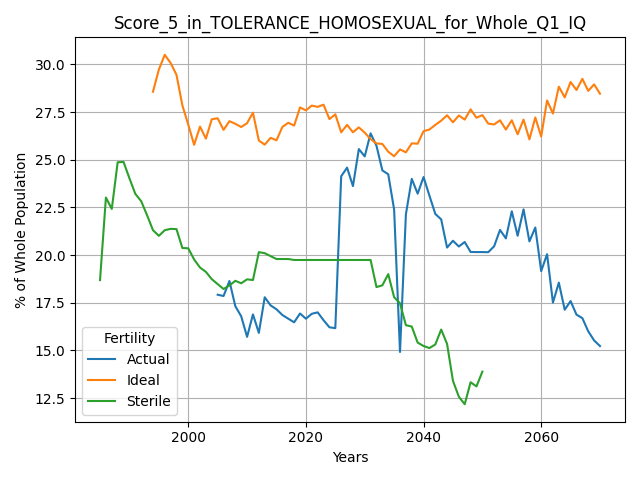 Score_5_in_TOLERANCE_HOMOSEXUAL_for_Whole_Q1_IQ
% of Whole Population
30.0
27.5
25.0
22.5
20.0
17.5
15.0
12.5
Fertility
Actual
Ideal
Sterile
2000 2020 2040 2060
Years